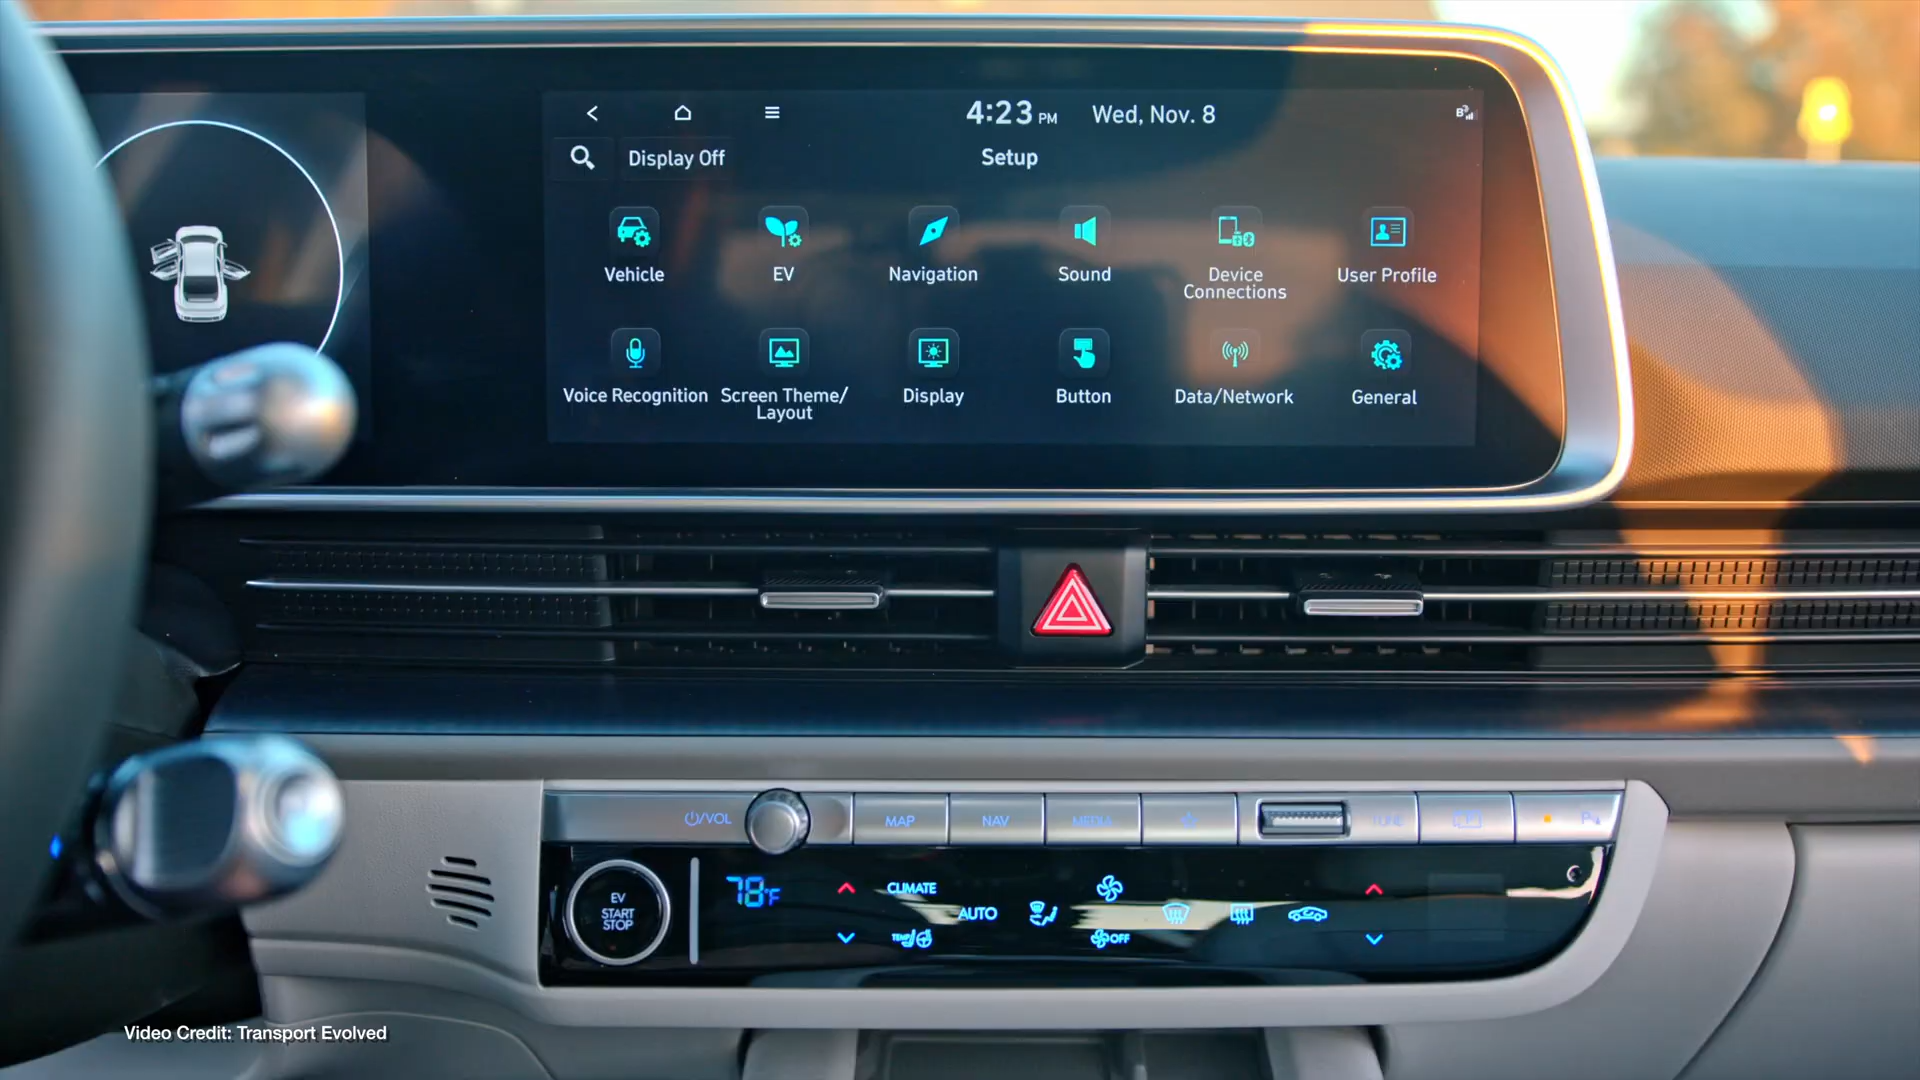 4:23 PM Wed, Nov. 8
Display Off
Setup
Vehicle
EV
Navigation
Sound
Device
Connections
User Profile
Voice Recognition
Screen Theme/
Layout
Display
Button
Data/Network
General
/VOL
MAP
NAV
MEDIA
TUNE
EV
START
STOP
78°F
CLIMATE
AUTO
TEMP
OFF
Video Credit: Transport Evolved